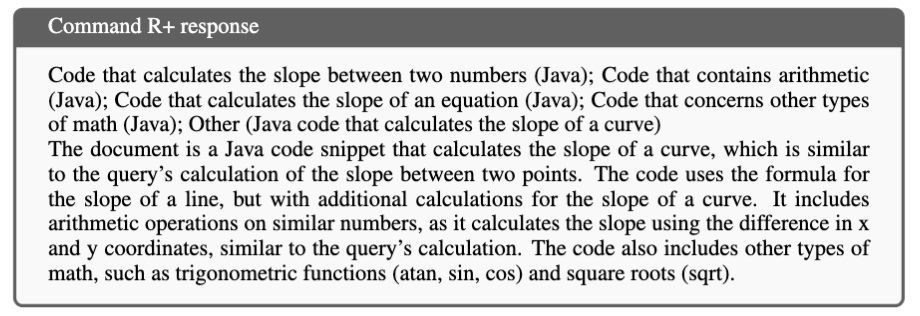 Command R+ response
Code that calculates the slope between two numbers (Java); Code that contains arithmetic
(Java); Code that calculates the slope of an equation (Java); Code that concerns other types
of math (Java); Other (Java code that calculates the slope of a curve)
The document is a Java code snippet that calculates the slope of a curve, which is similar
to the query's calculation of the slope between two points. The code uses the formula for
the slope of a line, but with additional calculations for the slope of a curve. It includes
arithmetic operations on similar numbers, as it calculates the slope using the difference in x
and y coordinates, similar to the query's calculation. The code also includes other types of
math, such as trigonometric functions (atan, sin, cos) and square roots (sqrt).